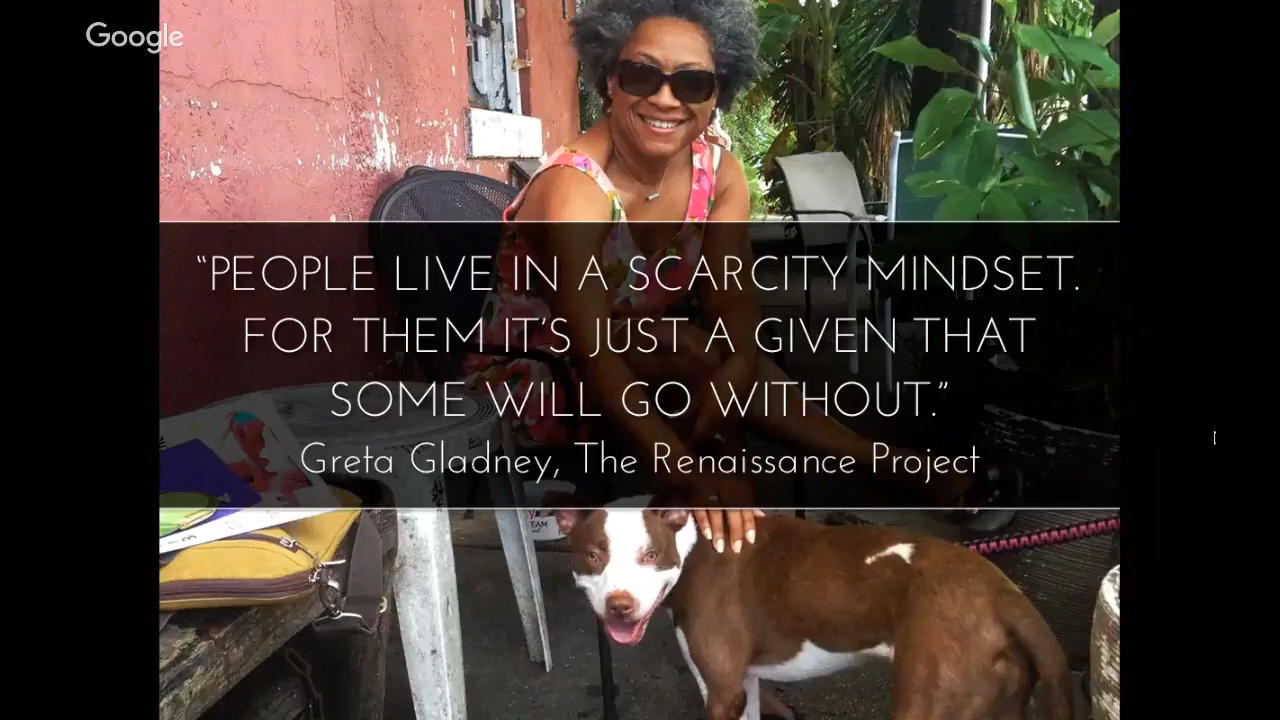 Google
“PEOPLE LIVE IN A SCARCITY MINDSET.
FOR THEM IT’S JUST A GIVEN THAT
SOME WILL GO WITHOUT.”
Greta Gladney, The Renaissance Project
TEAM